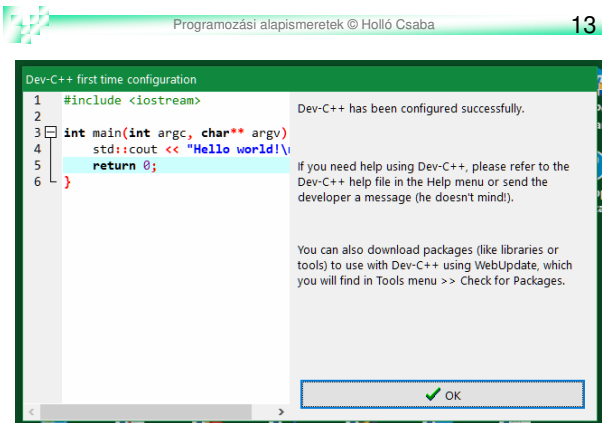 Programozási alapismeretek © Holló Csaba
13
Dev-C++ first time configuration
1 #include <iostream>
2
3 int main(int argc, char** argv)
4 std::cout << "Hello world!\
5 return 0;
6 }
Dev-C++ has been configured successfully.
If you need help using Dev-C++, please refer to the
Dev-C++ help file in the Help menu or send the
developer a message (he doesn't mind!).
You can also download packages (like libraries or
tools) to use with Dev-C++ using WebUpdate, which
you will find in Tools menu >> Check for Packages.
OK